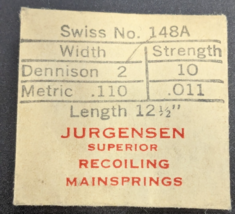 Swiss No. 148A
Width Strength
Dennison 2 10
Metric .110 .011
Length 12½"
JURGENSEN
SUPERIOR
RECOILING
MAINSPRINGS